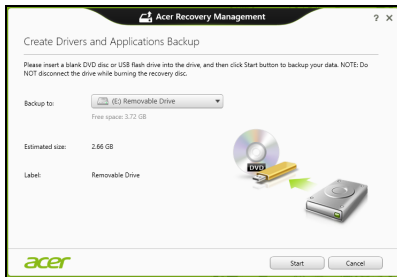 Acer Recovery Management
? ×
Create Drivers and Applications Backup
Please insert a blank DVD disc or USB flash drive into the drive, and then click Start button to backup your data. NOTE: Do
NOT disconnect the drive while burning the recovery disc.
Backup to: (E:) Removable Drive
Free space: 3.72 GB
Estimated size: 2.66 GB
DVD
Label: Removable Drive
acer Start Cancel